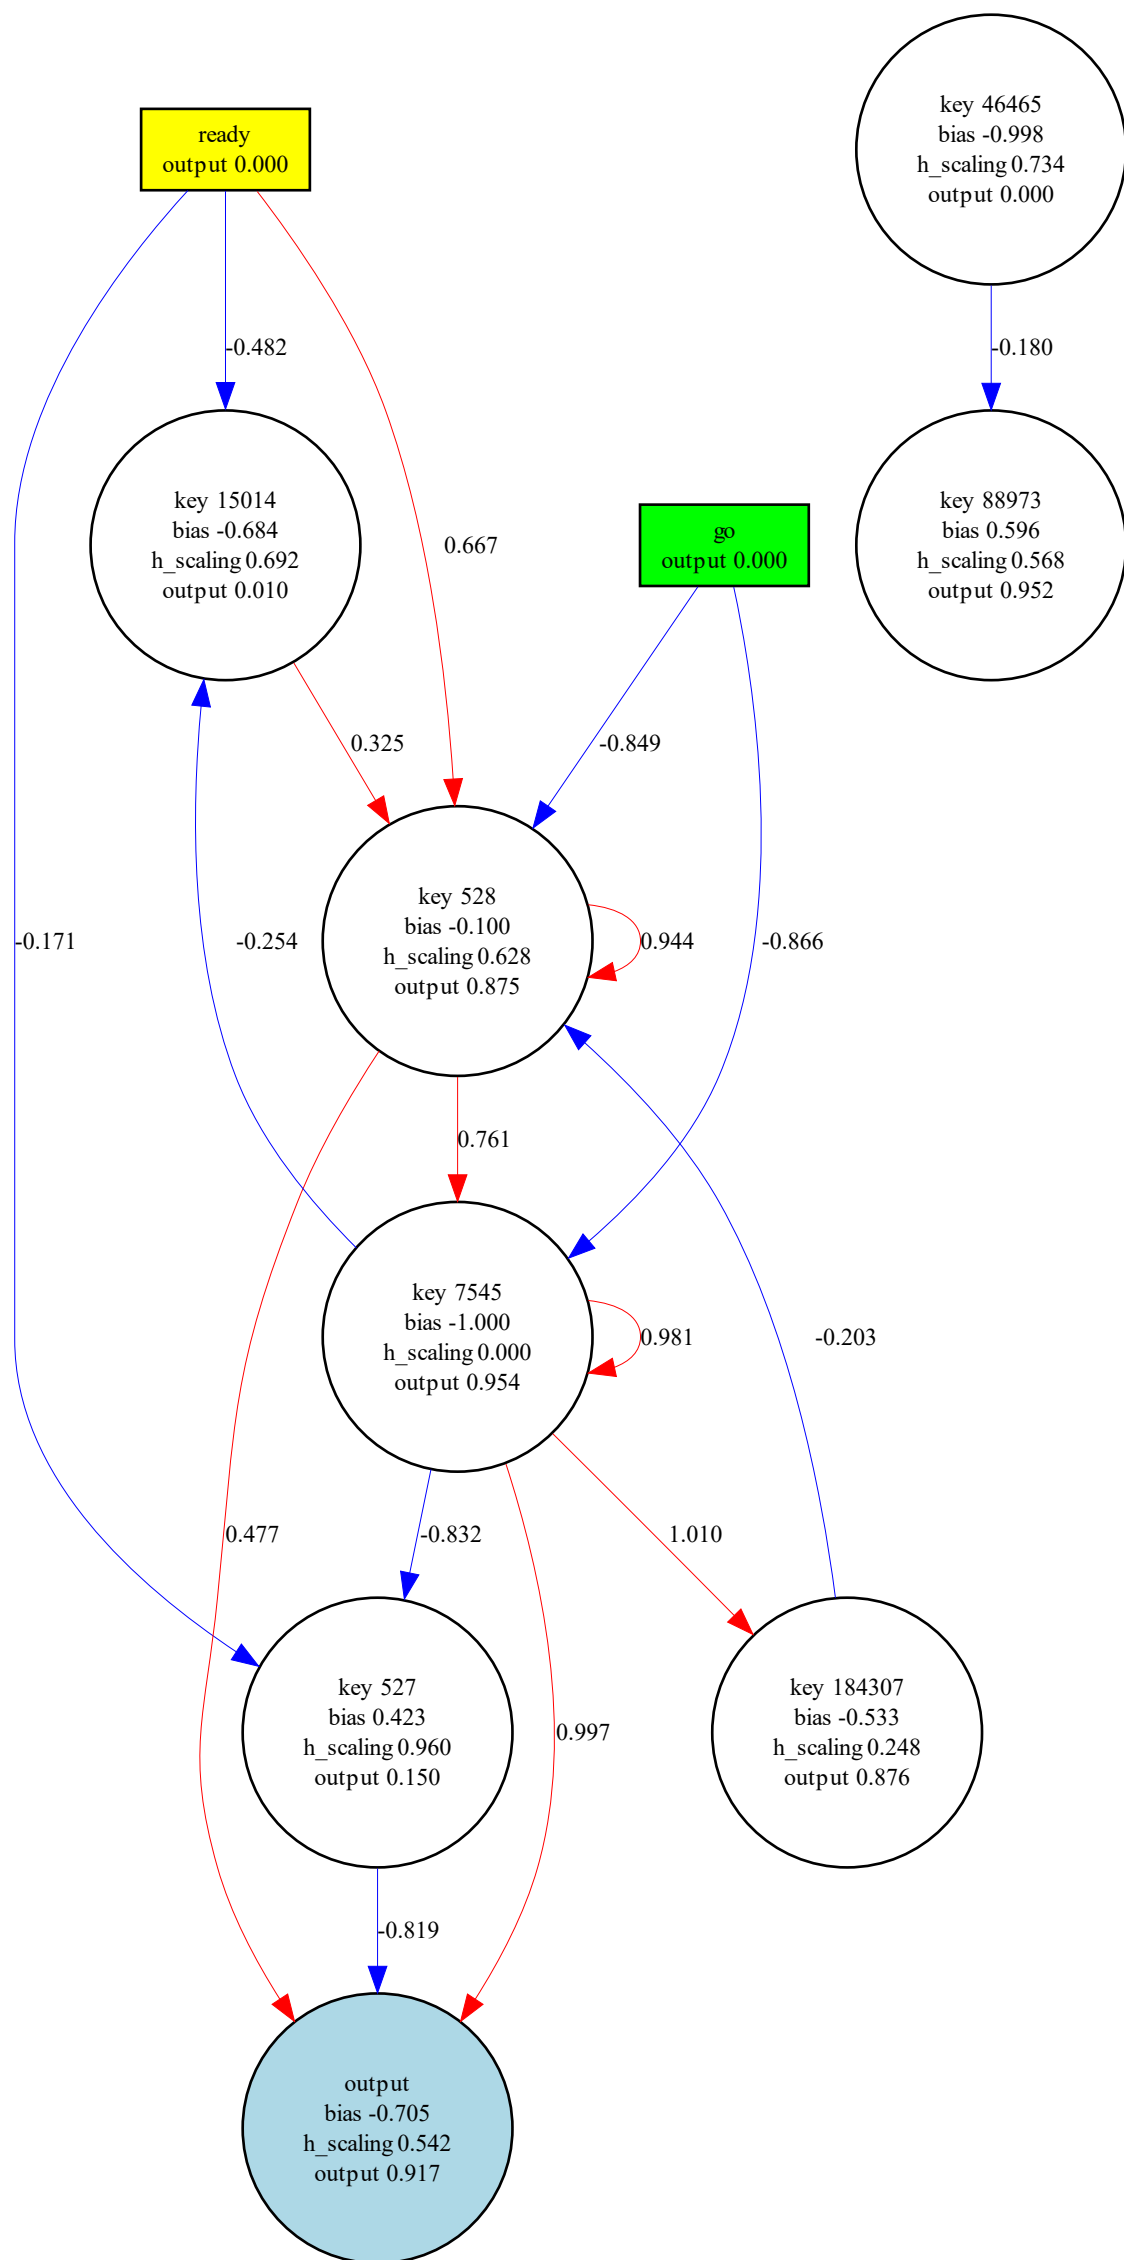 key 46465
bias -0.998
h_scaling 0.734
output 0.000
ready
output 0.000
-0.482
-0.180
key 15014
bias -0.684
h_scaling 0.692
output 0.010
0.667
go
output 0.000
key 88973
bias 0.596
h_scaling 0.568
output 0.952
0.325
-0.849
key 528
bias -0.100
h_scaling 0.628
output 0.875
-0.171
-0.254
0.944
-0.866
0.761
key 7545
bias -1.000
h_scaling 0.000
output 0.954
0.981
-0.203
0.477
-0.832
1.010
key 527
bias 0.423
h_scaling 0.960
output 0.150
0.997
key 184307
bias -0.533
h_scaling 0.248
output 0.876
-0.819
output
bias -0.705
h_scaling 0.542
output 0.917